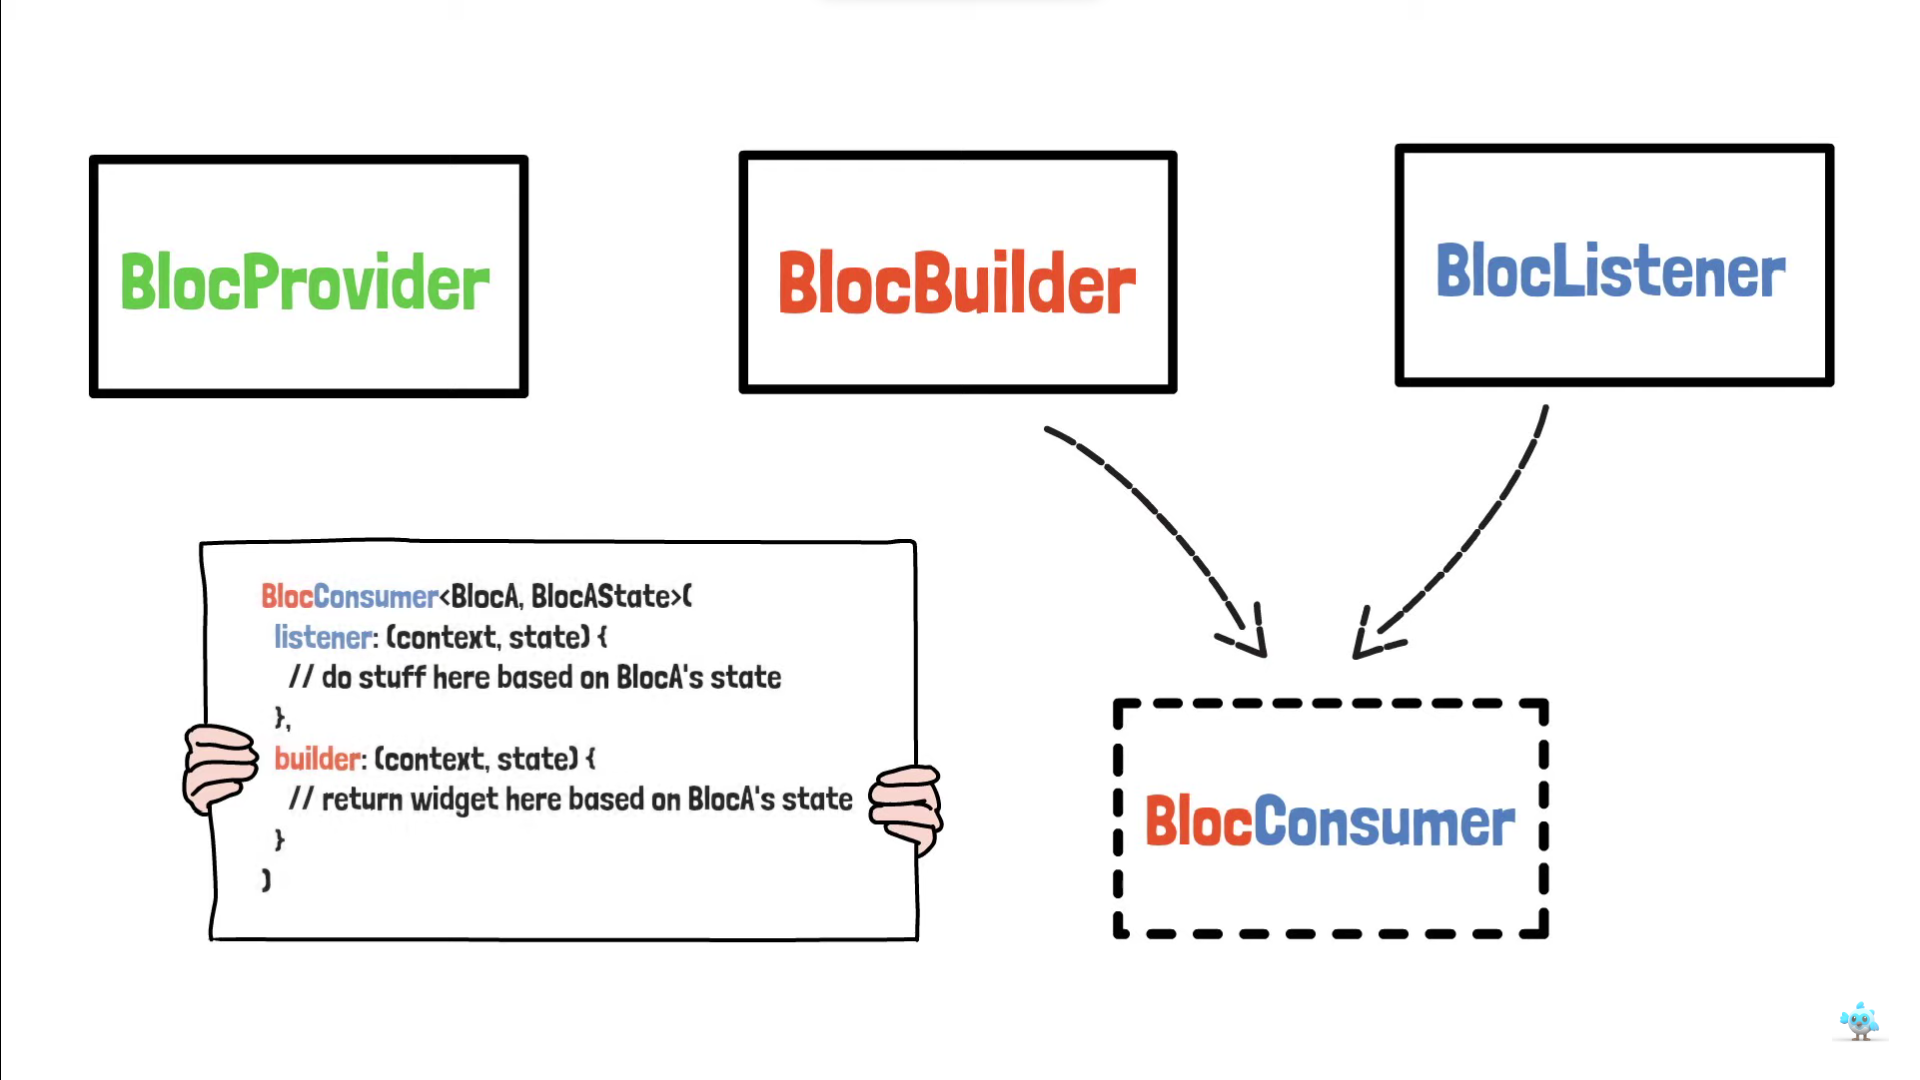 BlocProvider
BlocBuilder
BlocListener
BlocConsumer<BlocA, BlocAState>(
listener: (context, state) {
// do stuff here based on BlocA's state
},
builder: (context, state) {
// return widget here based on BlocA's state
}
)
BlocConsumer